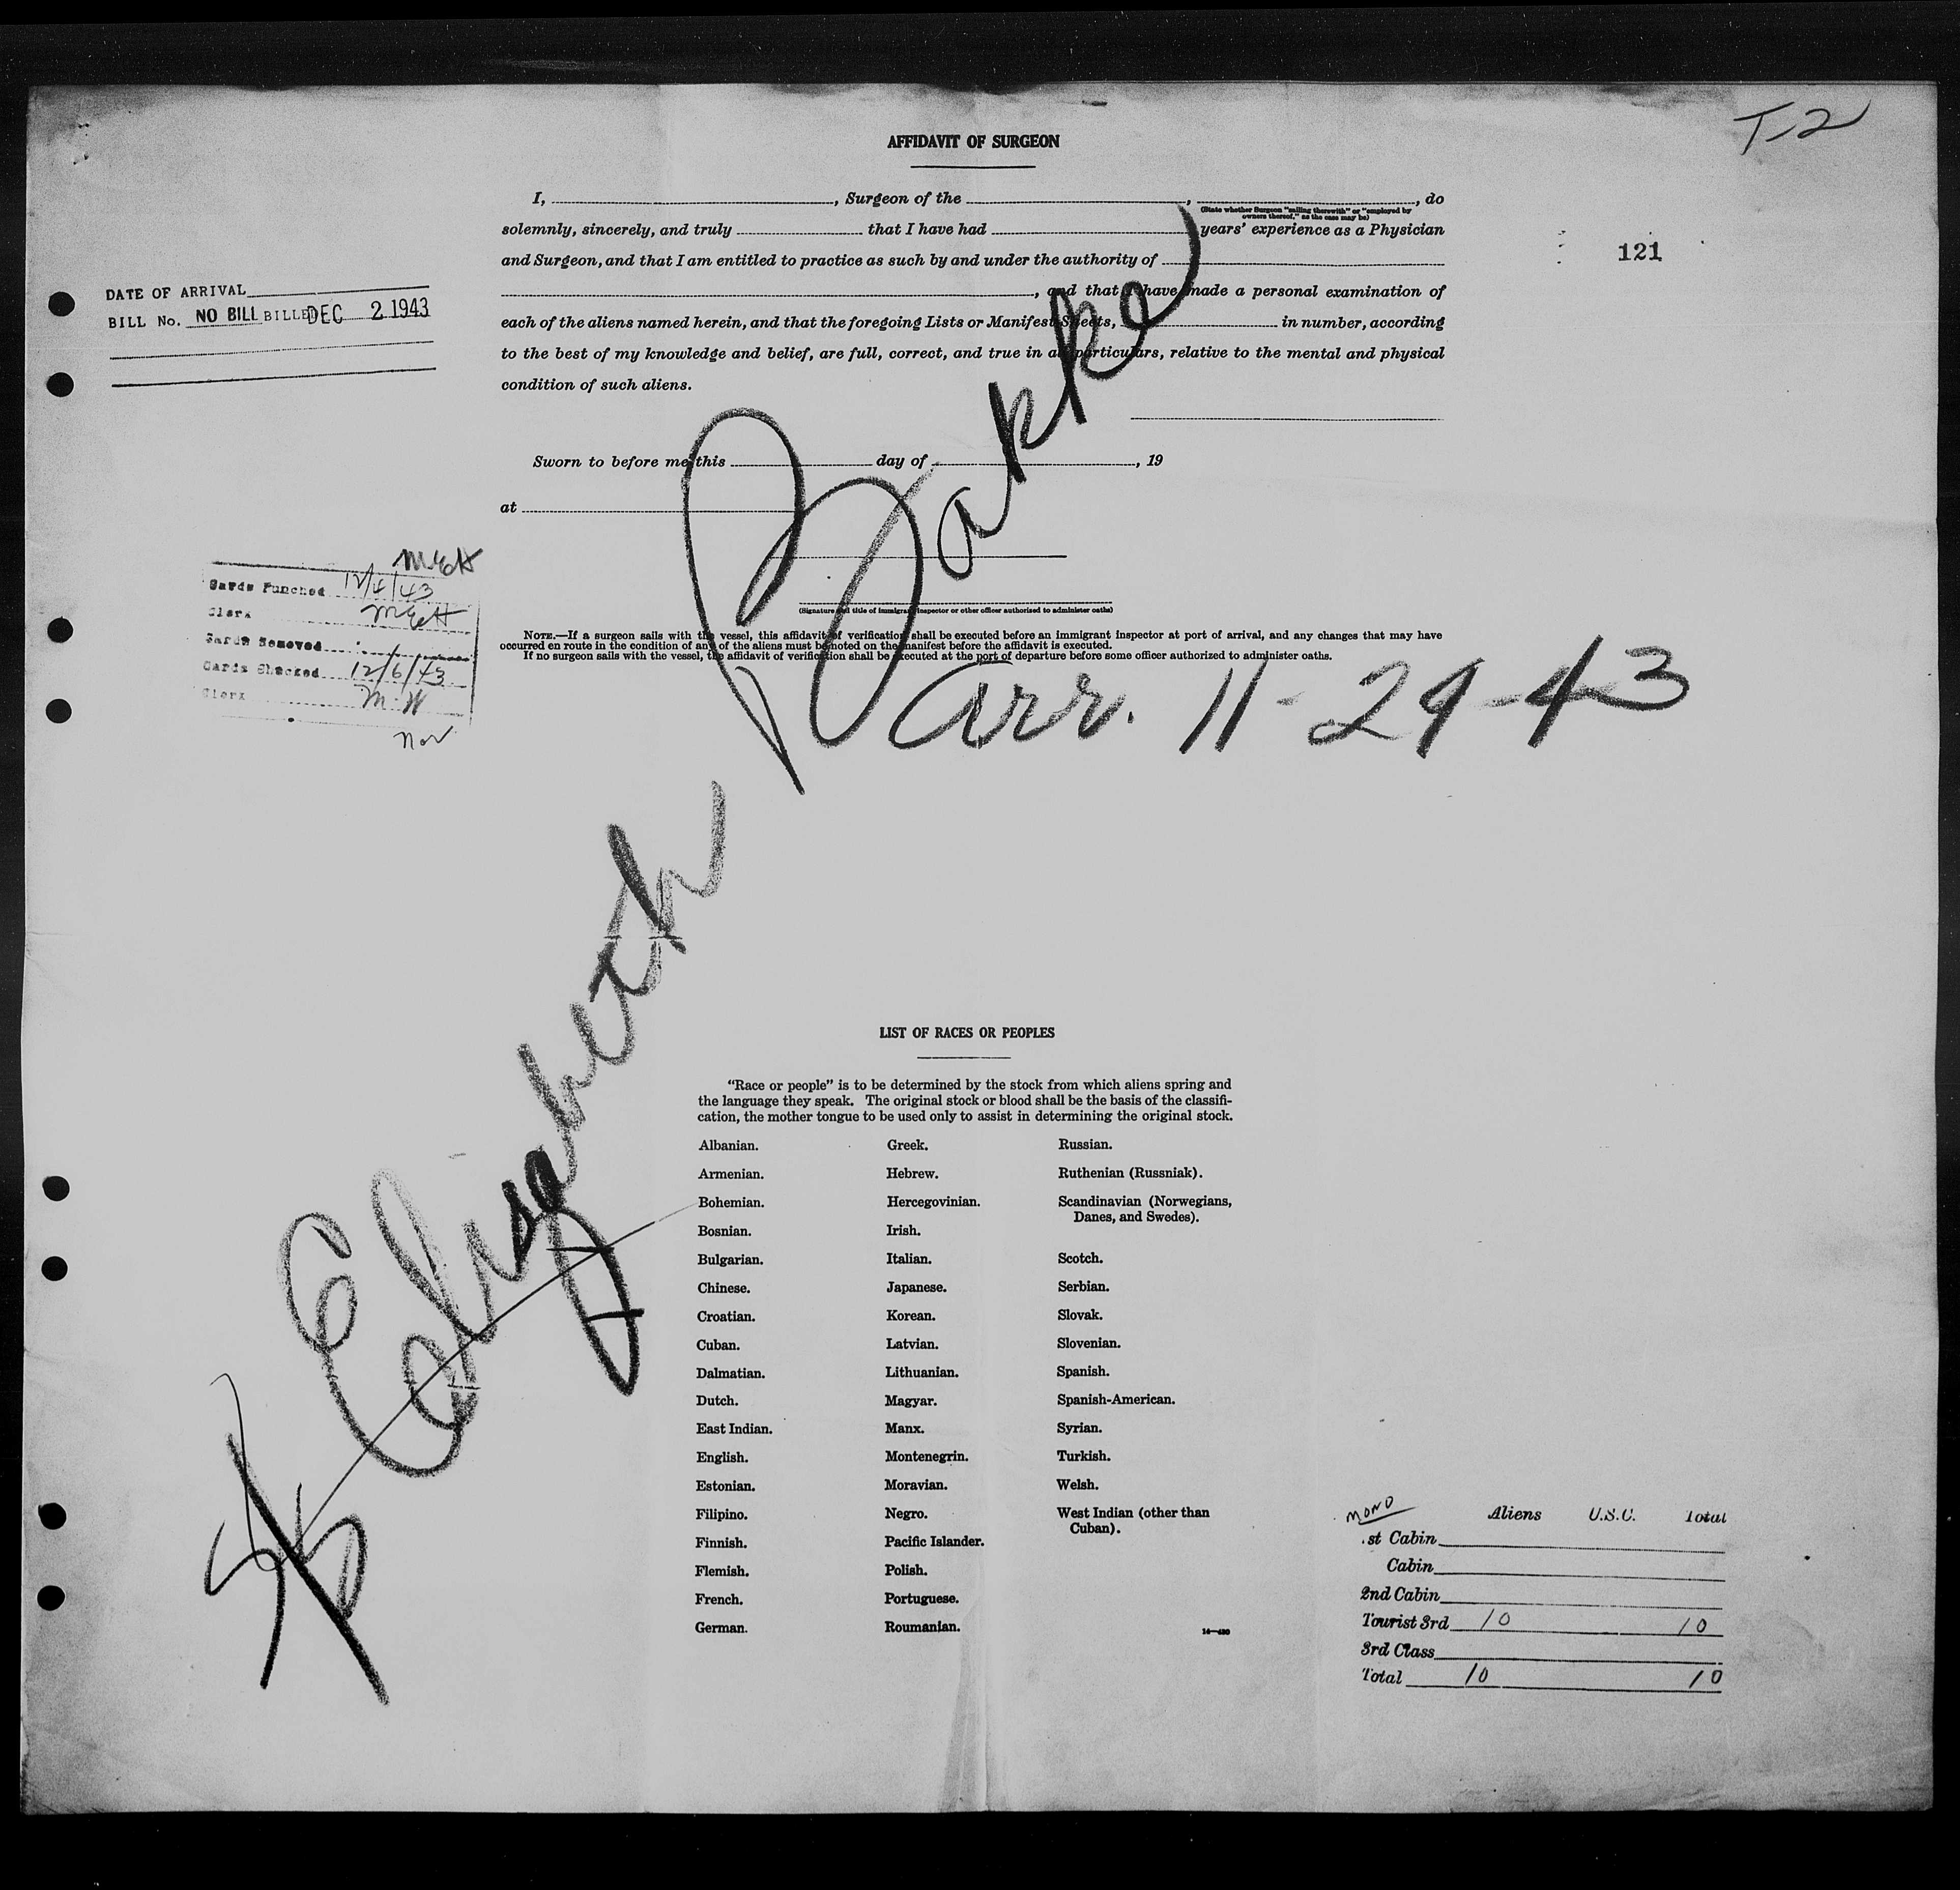 T-2
AFFIDAVIT OF SURGEON
I, , Surgeon of the , , do
(State whether Surgeon "sailing therewith" or "employed by
owners thereof," as the case may be)
solemnly, sincerely, and truly that I have had years' experience as a Physician
121
and Surgeon, and that I am entitled to practice as such by and under the authority of
, and that I have made a personal examination of
each of the aliens named herein, and that the foregoing Lists or Manifest Sheets, in number, according
to the best of my knowledge and belief, are full, correct, and true in all particulars, relative to the mental and physical
condition of such aliens.
DATE OF ARRIVAL
BILL No. NO BILL BILLED DEC 2 1943
Sworn to before me this day of , 19
at
(Signature and title of Immigrant Inspector or other officer authorized to administer oaths)
NOTE.—If a surgeon sails with the vessel, this affidavit of verification shall be executed before an immigrant inspector at port of arrival, and any changes that may have
occurred en route in the condition of any of the aliens must be noted on the manifest before the affidavit is executed.
If no surgeon sails with the vessel, the affidavit of verification shall be executed at the port of departure before some officer authorized to administer oaths.
Cards Punched 12/4/43
Clerk
Cards Removed
Cards Checked 12/6/43
Clerk M.W
Nov
Elisabeth Bakke
Arr. 11-29-43
LIST OF RACES OR PEOPLES
"Race or people" is to be determined by the stock from which aliens spring and
the language they speak. The original stock or blood shall be the basis of the classifi-
cation, the mother tongue to be used only to assist in determining the original stock.
Albanian.
Armenian.
Bohemian.
Bosnian.
Bulgarian.
Chinese.
Croatian.
Cuban.
Dalmatian.
Dutch.
East Indian.
English.
Estonian.
Filipino.
Finnish.
Flemish.
French.
German.
Greek.
Hebrew.
Hercegovinian.
Irish.
Italian.
Japanese.
Korean.
Latvian.
Lithuanian.
Magyar.
Manx.
Montenegrin.
Moravian.
Negro.
Pacific Islander.
Polish.
Portuguese.
Roumanian.
Russian.
Ruthenian (Russniak).
Scandinavian (Norwegians,
Danes, and Swedes).
Scotch.
Serbian.
Slovak.
Slovenian.
Spanish.
Spanish-American.
Syrian.
Turkish.
Welsh.
West Indian (other than
Cuban).
MONO
Aliens U.S.C. Total
st Cabin
Cabin
2nd Cabin
Tourist 3rd 10 10
3rd Class
Total 10 10